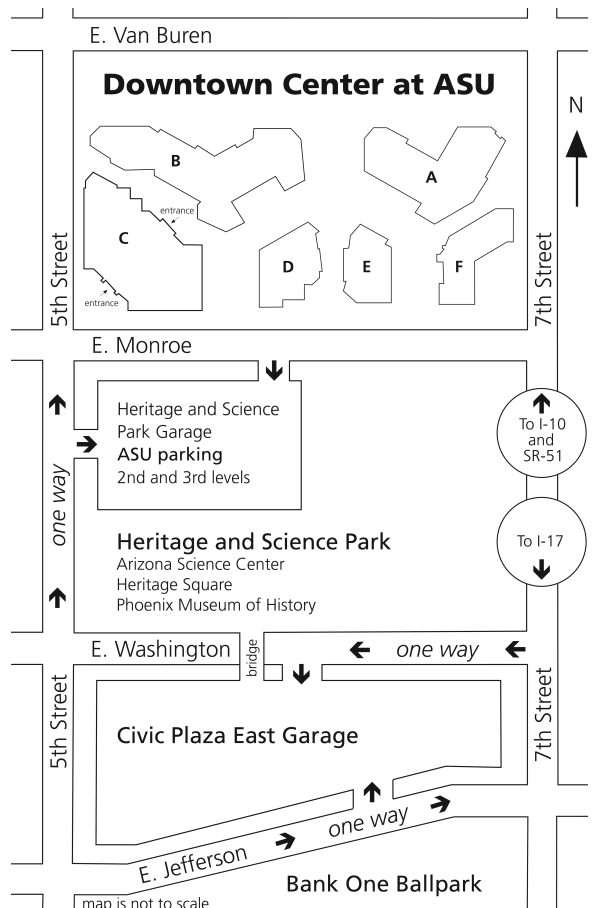 E. Van Buren
Downtown Center at ASU
N
B
A
entrance
C
D
E
F
entrance
5th Street
7th Street
E. Monroe
Heritage and Science
Park Garage
ASU parking
2nd and 3rd levels
To I-10
and
SR-51
one way
To I-17
Heritage and Science Park
Arizona Science Center
Heritage Square
Phoenix Museum of History
E. Washington
bridge
one way
5th Street
7th Street
Civic Plaza East Garage
one way
E. Jefferson
Bank One Ballpark
map is not to scale